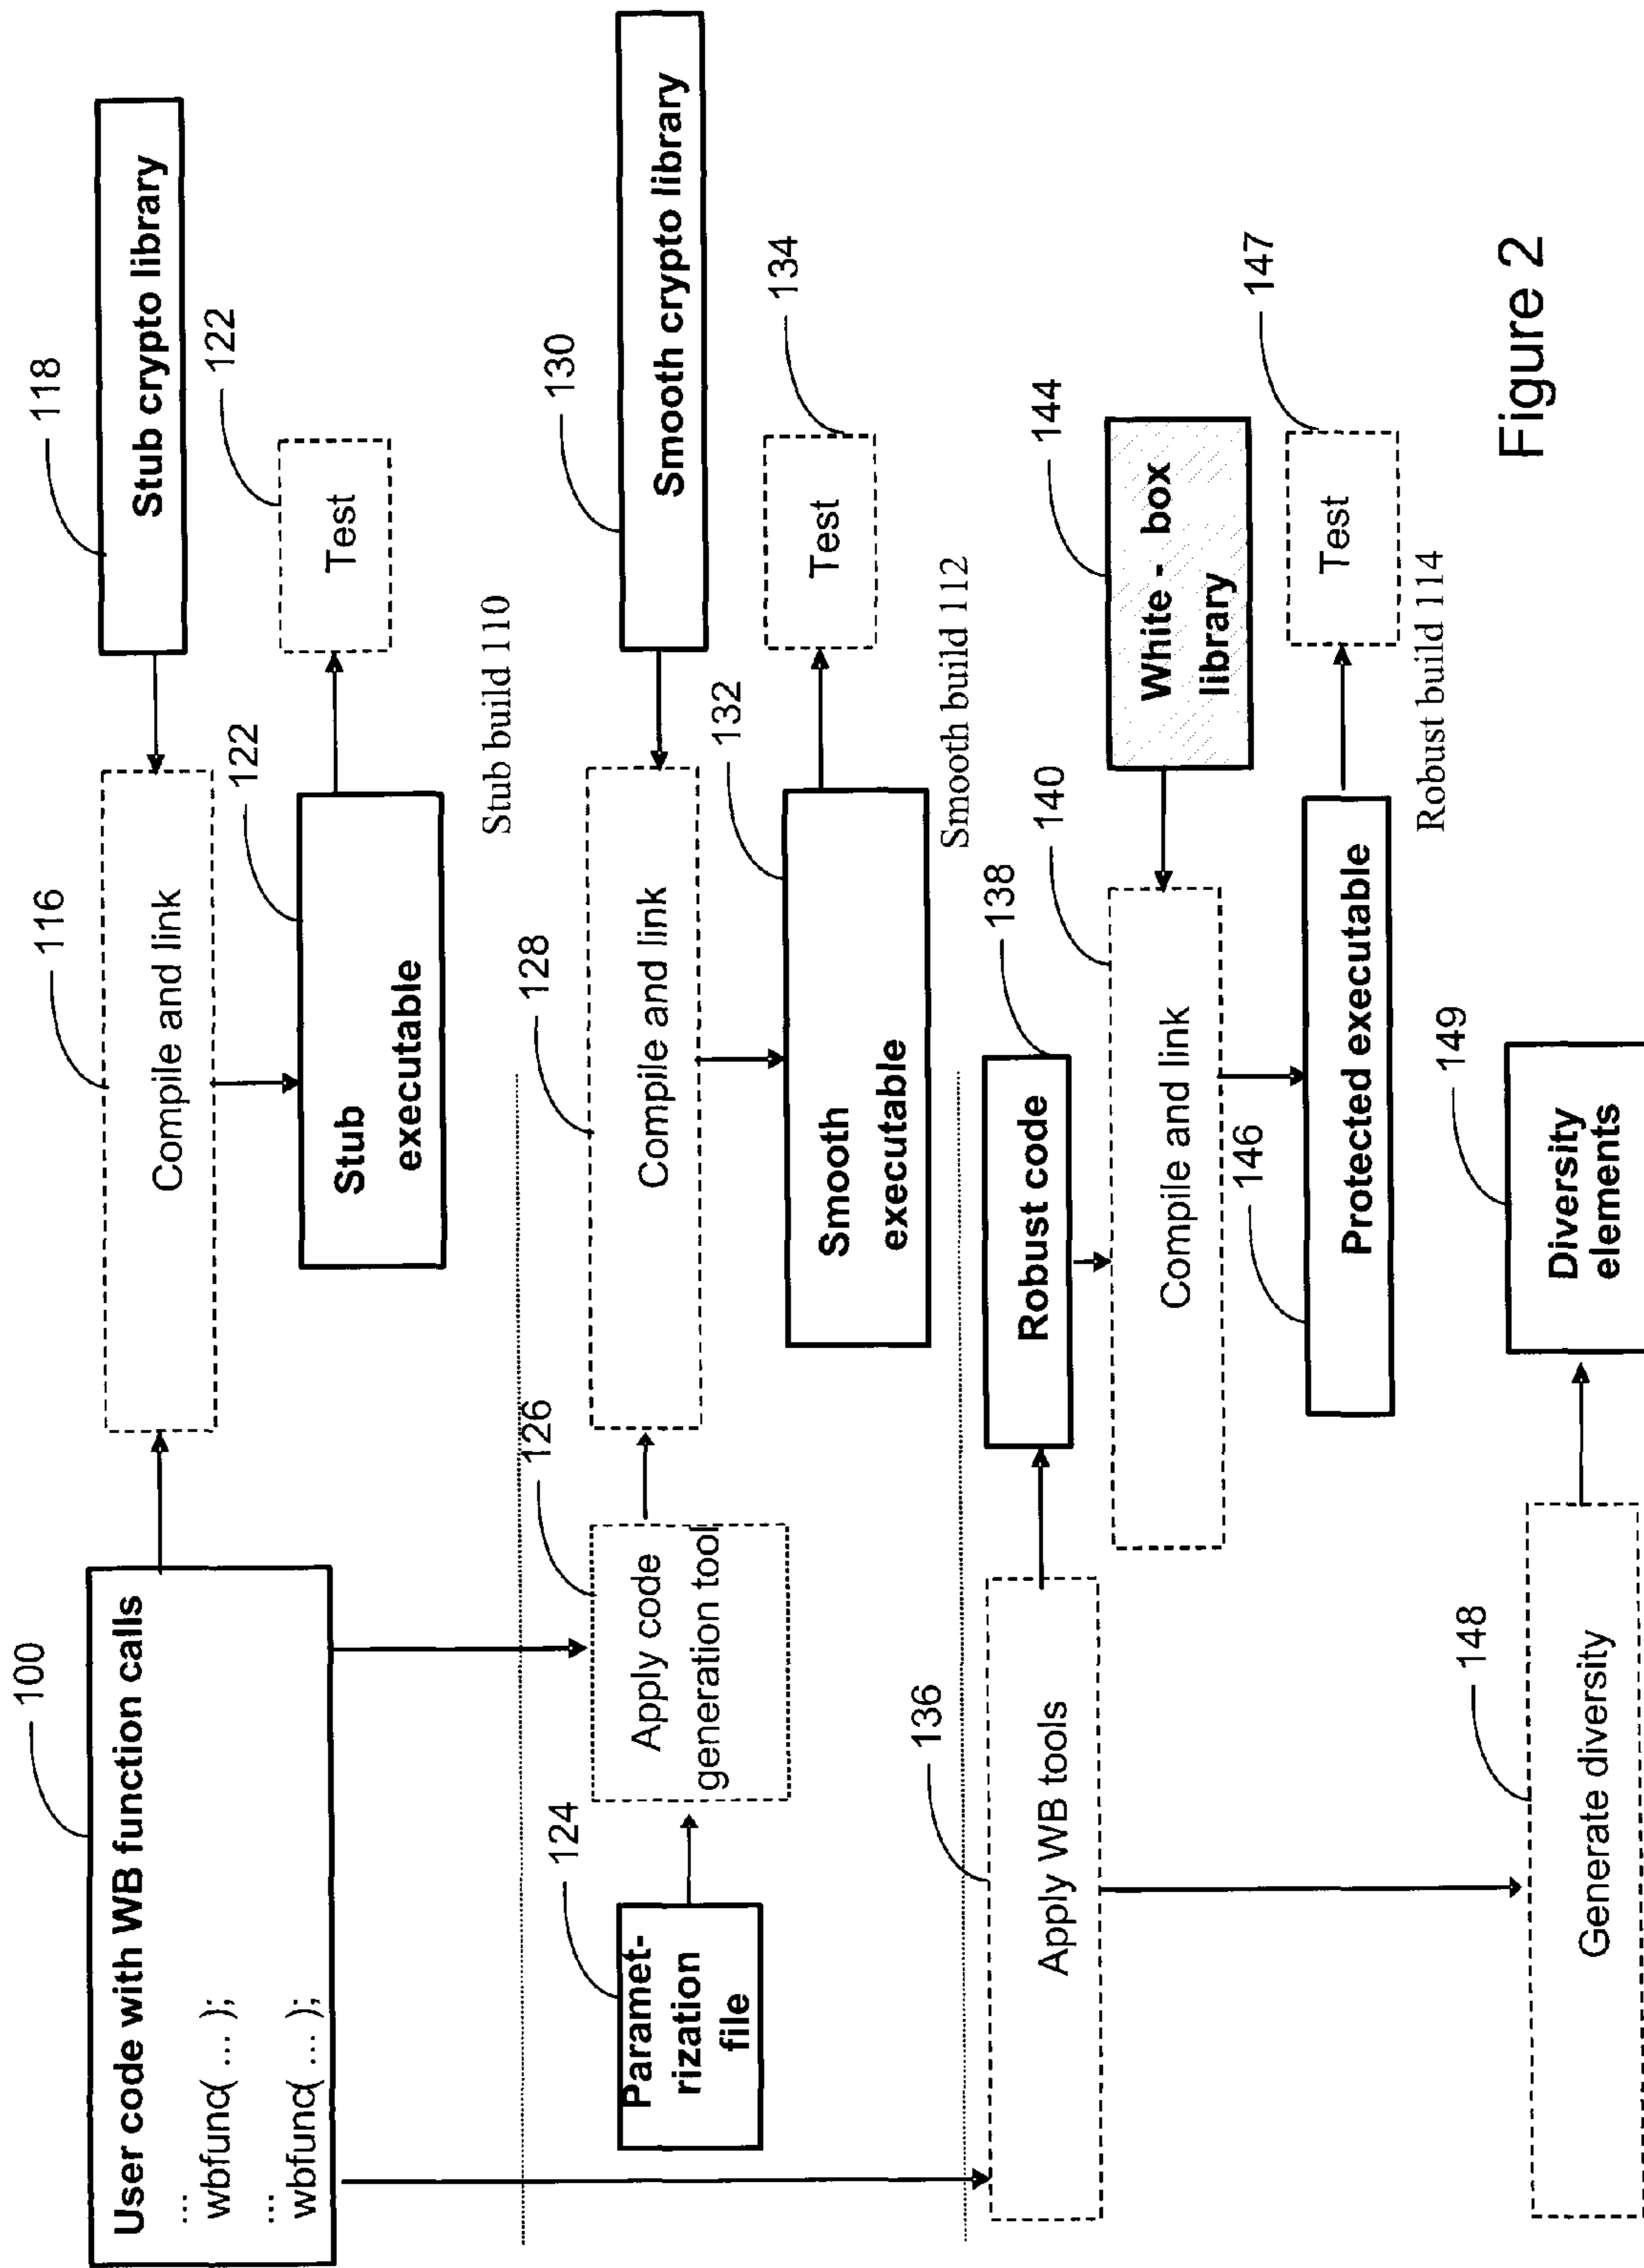 100
User code with WB function calls
...
wbfunc( ... );
...
wbfunc( ... );
116
Compile and link
118
Stub crypto library
122
Stub
executable
122
Test
Stub build 110
124
Paramet-
rization
file
126
Apply code
generation tool
128
Compile and link
130
Smooth crypto library
132
Smooth
executable
134
Test
Smooth build 112
136
Apply WB tools
138
Robust code
140
Compile and link
144
White - box
library
146
Protected executable
147
Test
Robust build 114
148
Generate diversity
149
Diversity
elements
Figure 2